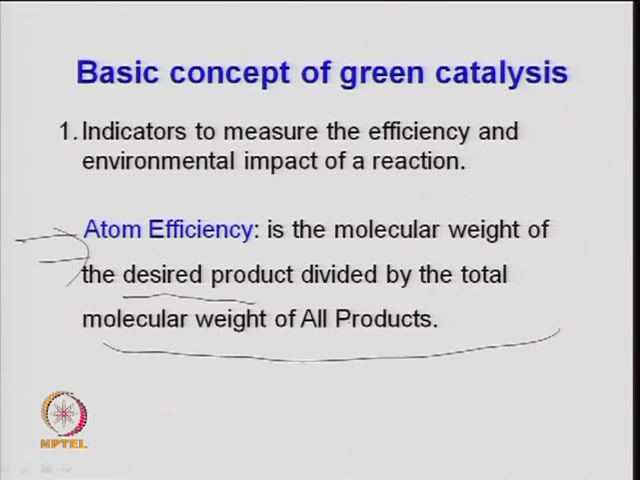 Basic concept of green catalysis
1. Indicators to measure the efficiency and
environmental impact of a reaction.
Atom Efficiency: is the molecular weight of
the desired product divided by the total
molecular weight of All Products.
NPTEL